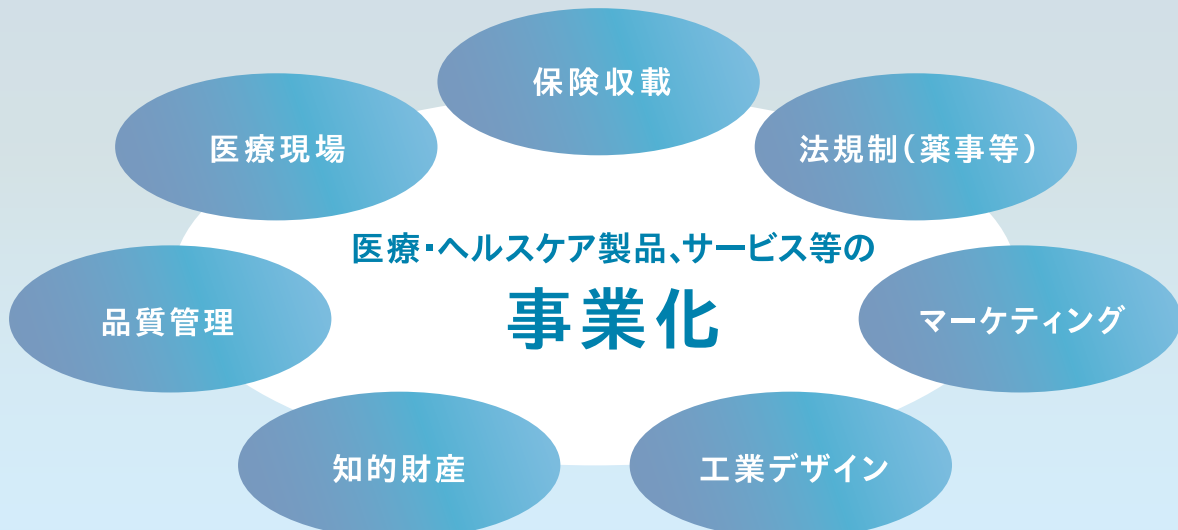 保険収載
医療現場
法規制（薬事等）
医療・ヘルスケア製品、サービス等の
事業化
品質管理
マーケティング
知的財産
工業デザイン